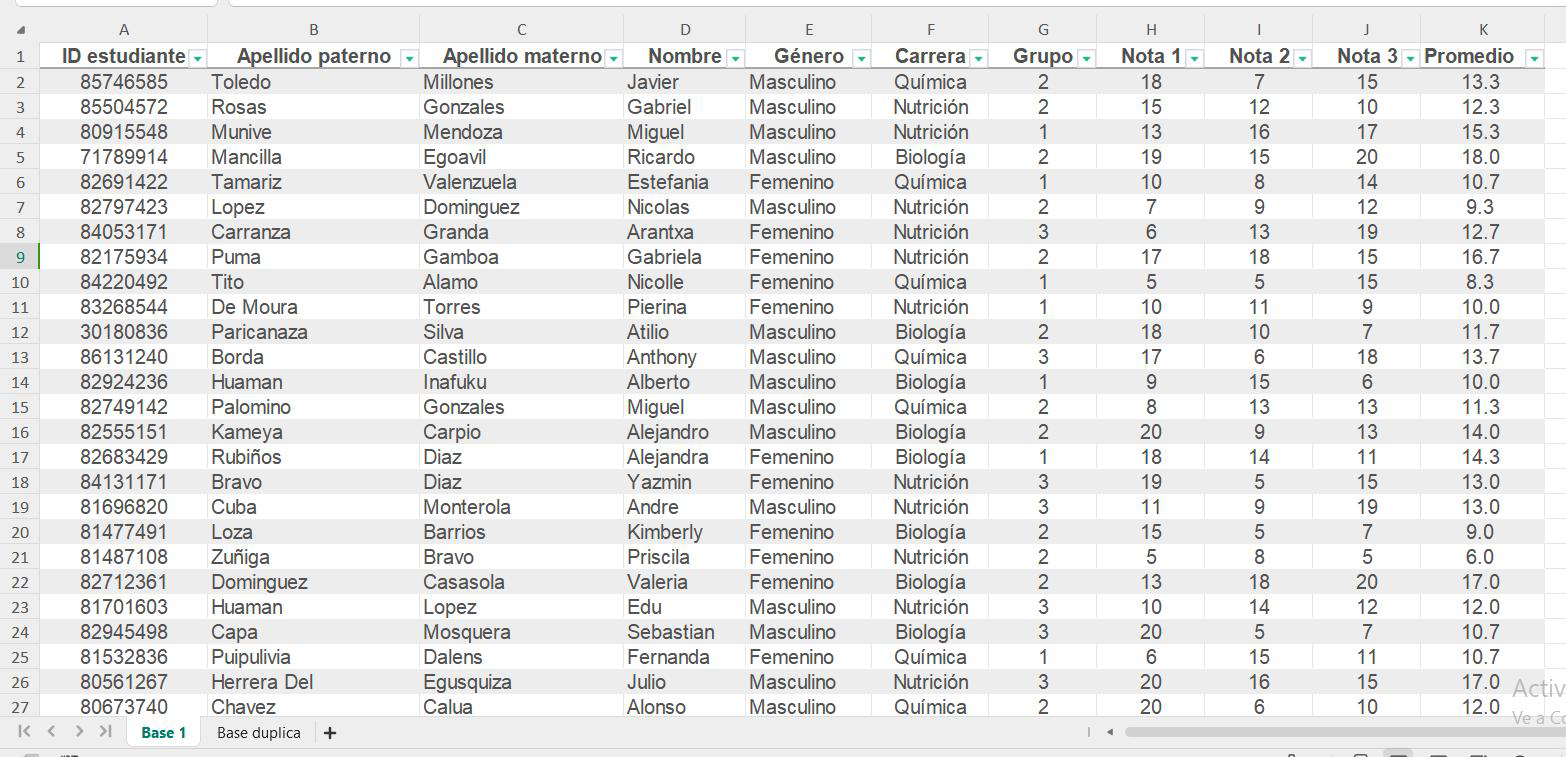 A B C D E F G H I J K
1 ID estudiante Apellido paterno Apellido materno Nombre Género Carrera Grupo Nota 1 Nota 2 Nota 3 Promedio
2 85746585 Toledo Millones Javier Masculino Química 2 18 7 15 13.3
3 85504572 Rosas Gonzales Gabriel Masculino Nutrición 2 15 12 10 12.3
4 80915548 Munive Mendoza Miguel Masculino Nutrición 1 13 16 17 15.3
5 71789914 Mancilla Egoavil Ricardo Masculino Biología 2 19 15 20 18.0
6 82691422 Tamariz Valenzuela Estefania Femenino Química 1 10 8 14 10.7
7 82797423 Lopez Dominguez Nicolas Masculino Nutrición 2 7 9 12 9.3
8 84053171 Carranza Granda Arantxa Femenino Nutrición 3 6 13 19 12.7
9 82175934 Puma Gamboa Gabriela Femenino Nutrición 2 17 18 15 16.7
10 84220492 Tito Alamo Nicolle Femenino Química 1 5 5 15 8.3
11 83268544 De Moura Torres Pierina Femenino Nutrición 1 10 11 9 10.0
12 30180836 Paricanaza Silva Atilio Masculino Biología 2 18 10 7 11.7
13 86131240 Borda Castillo Anthony Masculino Química 3 17 6 18 13.7
14 82924236 Huaman Inafuku Alberto Masculino Biología 1 9 15 6 10.0
15 82749142 Palomino Gonzales Miguel Masculino Química 2 8 13 13 11.3
16 82555151 Kameya Carpio Alejandro Masculino Biología 2 20 9 13 14.0
17 82683429 Rubiños Diaz Alejandra Femenino Biología 1 18 14 11 14.3
18 84131171 Bravo Diaz Yazmin Femenino Nutrición 3 19 5 15 13.0
19 81696820 Cuba Monterola Andre Masculino Nutrición 3 11 9 19 13.0
20 81477491 Loza Barrios Kimberly Femenino Biología 2 15 5 7 9.0
21 81487108 Zuñiga Bravo Priscila Femenino Nutrición 2 5 8 5 6.0
22 82712361 Dominguez Casasola Valeria Femenino Biología 2 13 18 20 17.0
23 81701603 Huaman Lopez Edu Masculino Nutrición 3 10 14 12 12.0
24 82945498 Capa Mosquera Sebastian Masculino Biología 3 20 5 7 10.7
25 81532836 Puipulivia Dalens Fernanda Femenino Química 1 6 15 11 10.7
26 80561267 Herrera Del Egusquiza Julio Masculino Nutrición 3 20 16 15 17.0
27 80673740 Chavez Calua Alonso Masculino Química 2 20 6 10 12.0
Activ
Ve a Co
Base 1 Base duplica +